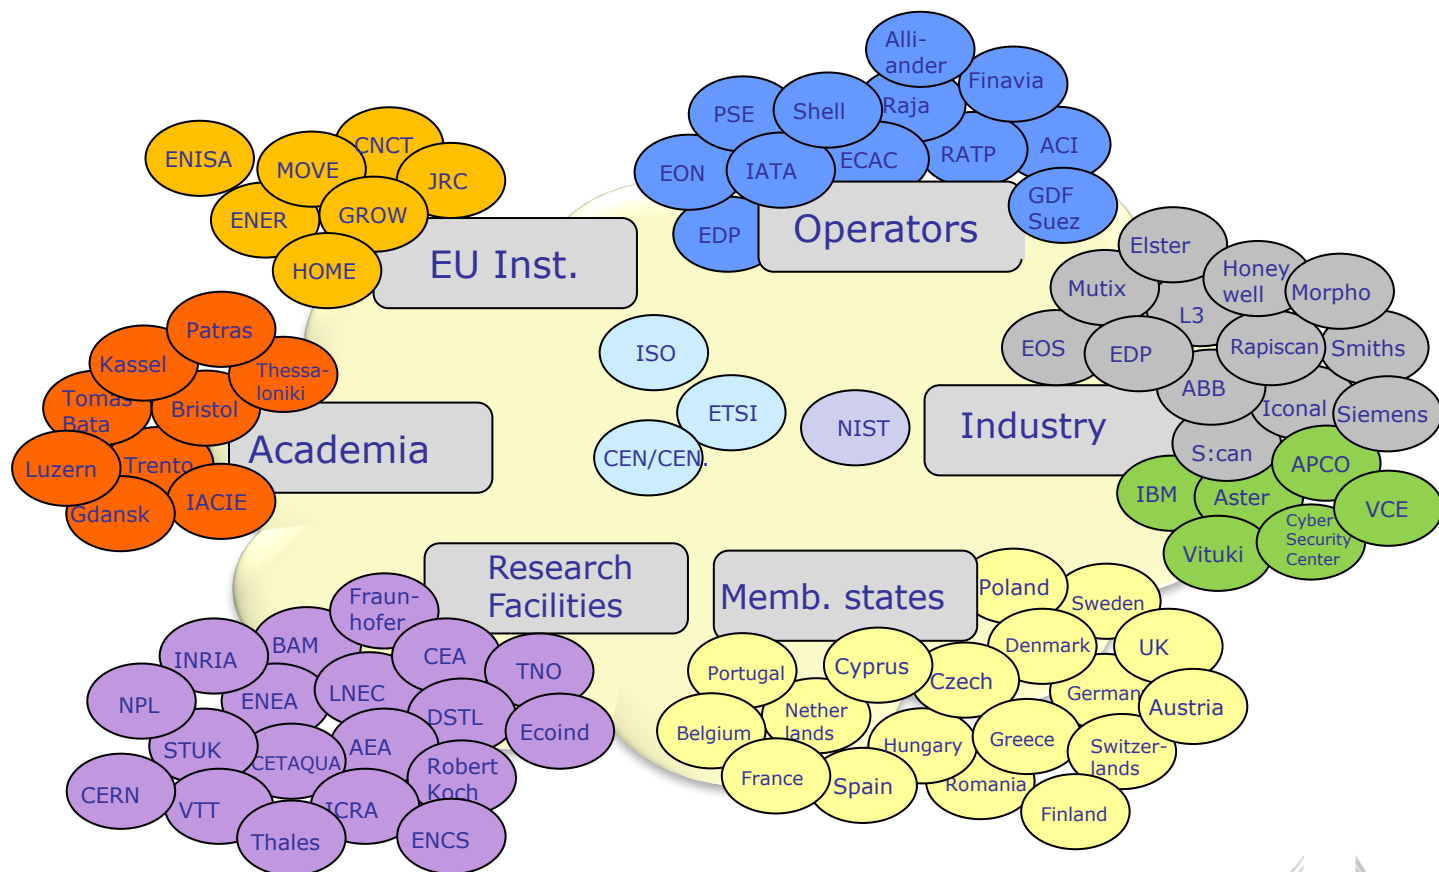 Alli-
ander
Finavia
PSE
Shell
Raja
ENISA
MOVE
CNCT
JRC
EON
IATA
ECAC
RATP
ACI
ENER
GROW
GDF
Suez
EDP
Operators
HOME
EU Inst.
Elster
Honey
well
Mutix
Morpho
L3
EOS
EDP
Rapiscan
Smiths
ABB
Iconal
Siemens
S:can
Industry
APCO
IBM
Aster
VCE
Cyber
Security
Center
Vituki
Patras
Kassel
Thessa-
loniki
Tomas
Bata
Bristol
Academia
Luzern
Trento
Gdansk
IACIE
ISO
ETSI
NIST
CEN/CEN.
Research
Facilities
Fraun-
hofer
BAM
INRIA
CEA
TNO
NPL
ENEA
LNEC
DSTL
Ecoind
STUK
CETAQUA
AEA
Robert
Koch
CERN
VTT
ICRA
Thales
ENCS
Memb. states
Poland
Sweden
Denmark
UK
Portugal
Cyprus
Czech
German
Austria
Belgium
Nether
lands
Hungary
Greece
Switzer-
lands
France
Spain
Romania
Finland